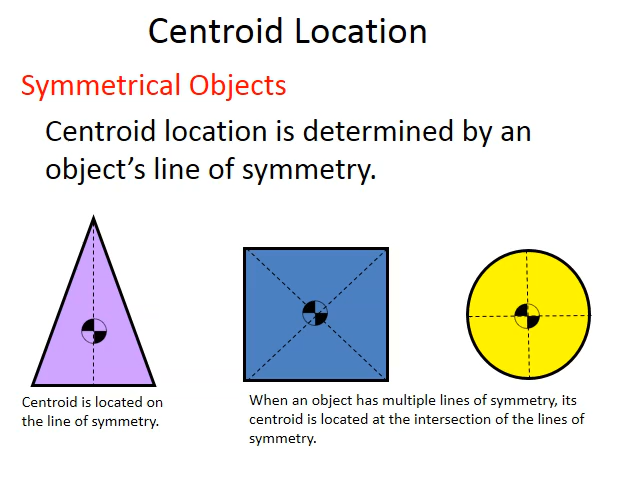 Centroid Location
Symmetrical Objects
Centroid location is determined by an
object’s line of symmetry.
Centroid is located on
the line of symmetry.
When an object has multiple lines of symmetry, its
centroid is located at the intersection of the lines of
symmetry.